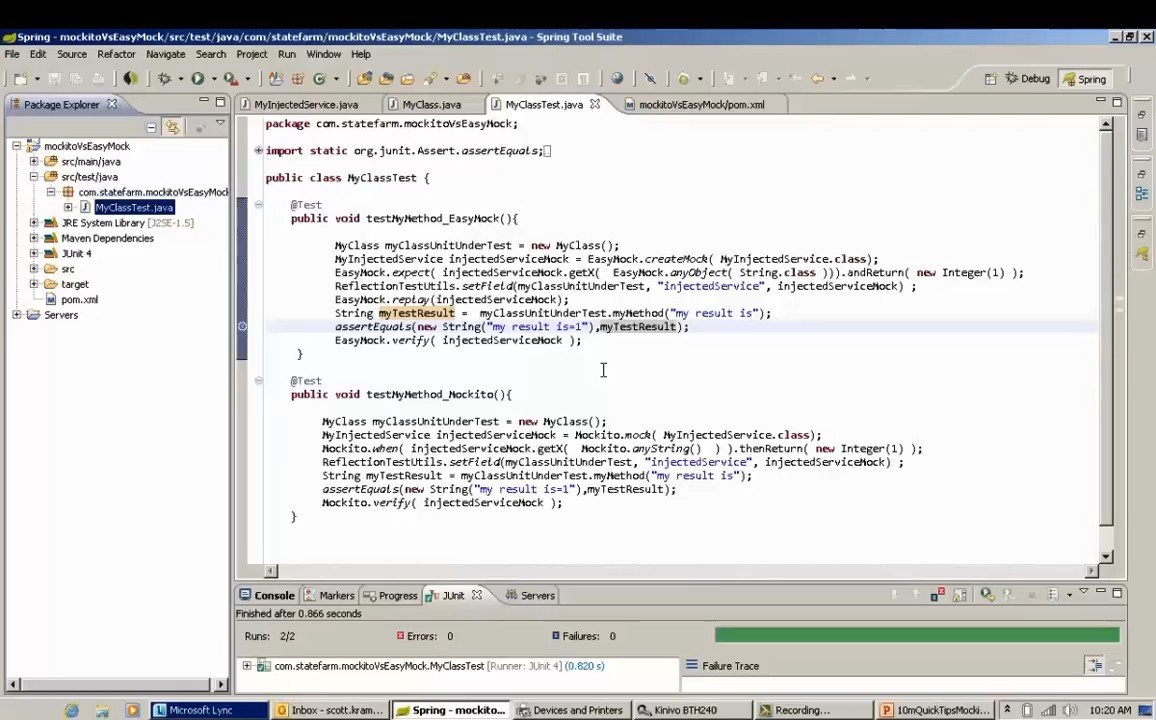 Spring - mockitoVsEasyMock/src/test/java/com/statefarm/mockitoVsEasyMock/MyClassTest.java - Spring Tool Suite
File Edit Source Refactor Navigate Search Project Run Window Help
Debug Spring
Package Explorer
MyInjectedService.java MyClass.java MyClassTest.java mockitoVsEasyMock/pom.xml
mockitoVsEasyMock
src/main/java
src/test/java
com.statefarm.mockitoVsEasyMock
MyClassTest.java
JRE System Library [J2SE-1.5]
Maven Dependencies
JUnit 4
src
target
pom.xml
Servers
package com.statefarm.mockitoVsEasyMock;
import static org.junit.Assert.assertEquals;
public class MyClassTest {
@Test
public void testMyMethod_EasyMock(){
MyClass myClassUnitUnderTest = new MyClass();
MyInjectedService injectedServiceMock = EasyMock.createMock( MyInjectedService.class);
EasyMock.expect( injectedServiceMock.getX( EasyMock.anyObject( String.class ))).andReturn( new Integer(1) );
ReflectionTestUtils.setField(myClassUnitUnderTest, "injectedService", injectedServiceMock) ;
EasyMock.replay(injectedServiceMock);
String myTestResult = myClassUnitUnderTest.myMethod("my result is");
assertEquals(new String("my result is=1"),myTestResult);
EasyMock.verify( injectedServiceMock );
}
@Test
public void testMyMethod_Mockito(){
MyClass myClassUnitUnderTest = new MyClass();
MyInjectedService injectedServiceMock = Mockito.mock( MyInjectedService.class);
Mockito.when( injectedServiceMock.getX( Mockito.anyString() ) ).thenReturn( new Integer(1) );
ReflectionTestUtils.setField(myClassUnitUnderTest, "injectedService", injectedServiceMock) ;
String myTestResult = myClassUnitUnderTest.myMethod("my result is");
assertEquals(new String("my result is=1"),myTestResult);
Mockito.verify( injectedServiceMock );
}
Console Markers Progress JUnit Servers
Finished after 0.866 seconds
Runs: 2/2 Errors: 0 Failures: 0
com.statefarm.mockitoVsEasyMock.MyClassTest [Runner: JUnit 4] (0.820 s) Failure Trace
Microsoft Lync Inbox - scott.kram... Spring - mockito... Devices and Printers Kinivo BTH240 Recording... 10mQuickTipsMocki... 10:20 AM